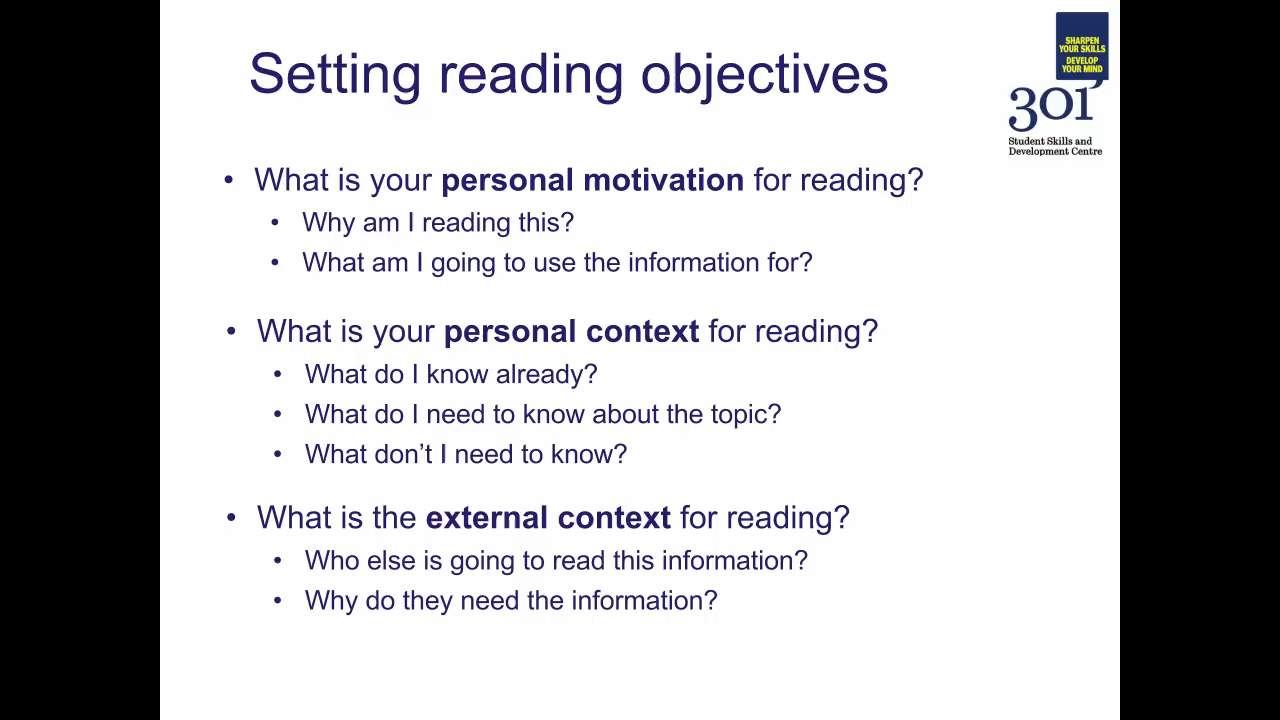 Setting reading objectives
SHARPEN
YOUR SKILLS
DEVELOP
YOUR MIND
301
Student Skills and
Development Centre
• What is your personal motivation for reading?
• Why am I reading this?
• What am I going to use the information for?
• What is your personal context for reading?
• What do I know already?
• What do I need to know about the topic?
• What don’t I need to know?
• What is the external context for reading?
• Who else is going to read this information?
• Why do they need the information?